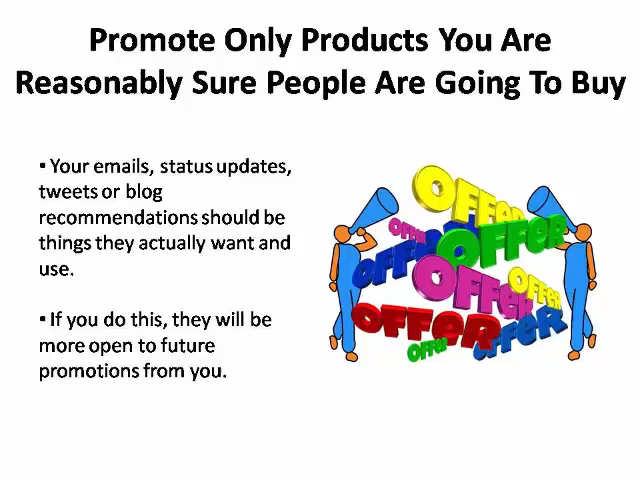 Promote Only Products You Are
Reasonably Sure People Are Going To Buy
▪ Your emails, status updates,
tweets or blog
recommendations should be
things they actually want and
use.
▪ If you do this, they will be
more open to future
promotions from you.
OFFER
OFFER
OFFER
OFFER
OFFER
OFFER
OFFER
OFFER
OFFER